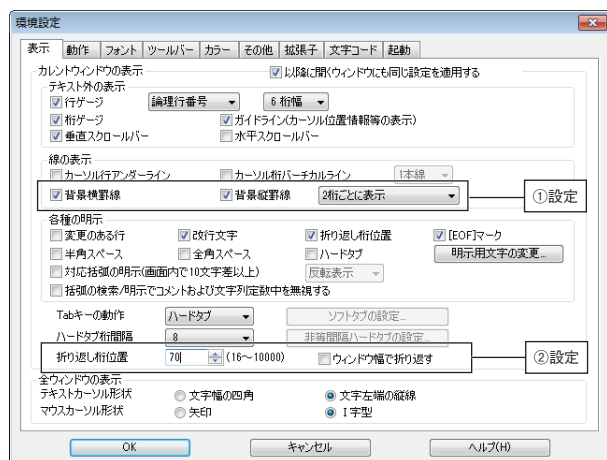 環境設定
表示 動作 フォント ツールバー カラー その他 拡張子 文字コード 起動
カレントウィンドウの表示 以降に開くウィンドウにも同じ設定を適用する
テキスト外の表示
行ゲージ 論理行番号 6 桁幅
桁ゲージ ガイドライン(カーソル位置情報等の表示)
垂直スクロールバー 水平スクロールバー
線の表示
カーソル行アンダーライン カーソル桁バーチカルライン 1本線
背景横罫線 背景縦罫線 2桁ごとに表示 ①設定
各種の明示
変更のある行 改行文字 折り返し桁位置 [EOF]マーク
半角スペース 全角スペース ハードタブ 明示用文字の変更...
対応括弧の明示(画面内で10文字差以上) 反転表示
括弧の検索/明示でコメントおよび文字列定数中を無視する
Tabキーの動作 ハードタブ ソフトタブの設定...
ハードタブ桁間隔 8 非等間隔ハードタブの設定...
折り返し桁位置 70 (16～10000) ウィンドウ幅で折り返す ②設定
全ウィンドウの表示
テキストカーソル形状 文字幅の四角 文字左端の縦線
マウスカーソル形状 矢印 I 字型
OK キャンセル ヘルプ(H)